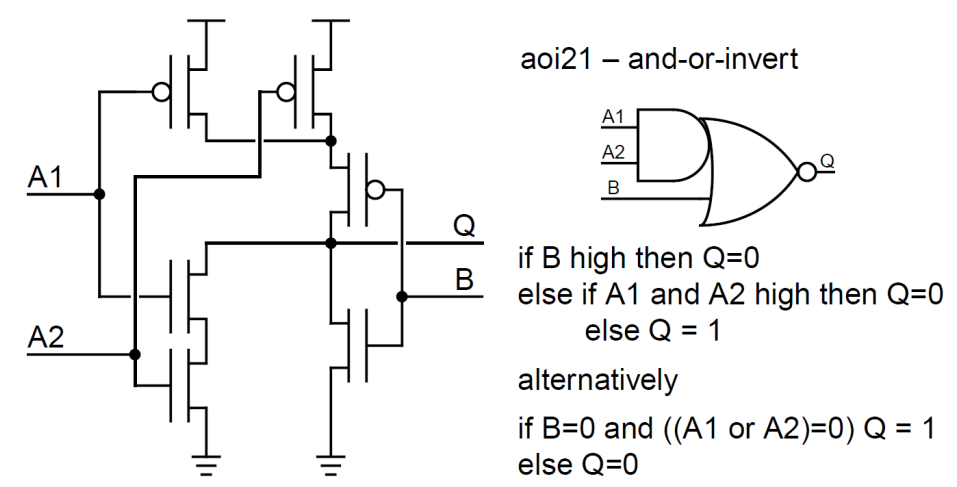 aoi21 – and-or-invert
A1
A2
B
Q
A1
A2
Q
B
if B high then Q=0
else if A1 and A2 high then Q=0
else Q = 1
alternatively
if B=0 and ((A1 or A2)=0) Q = 1
else Q=0